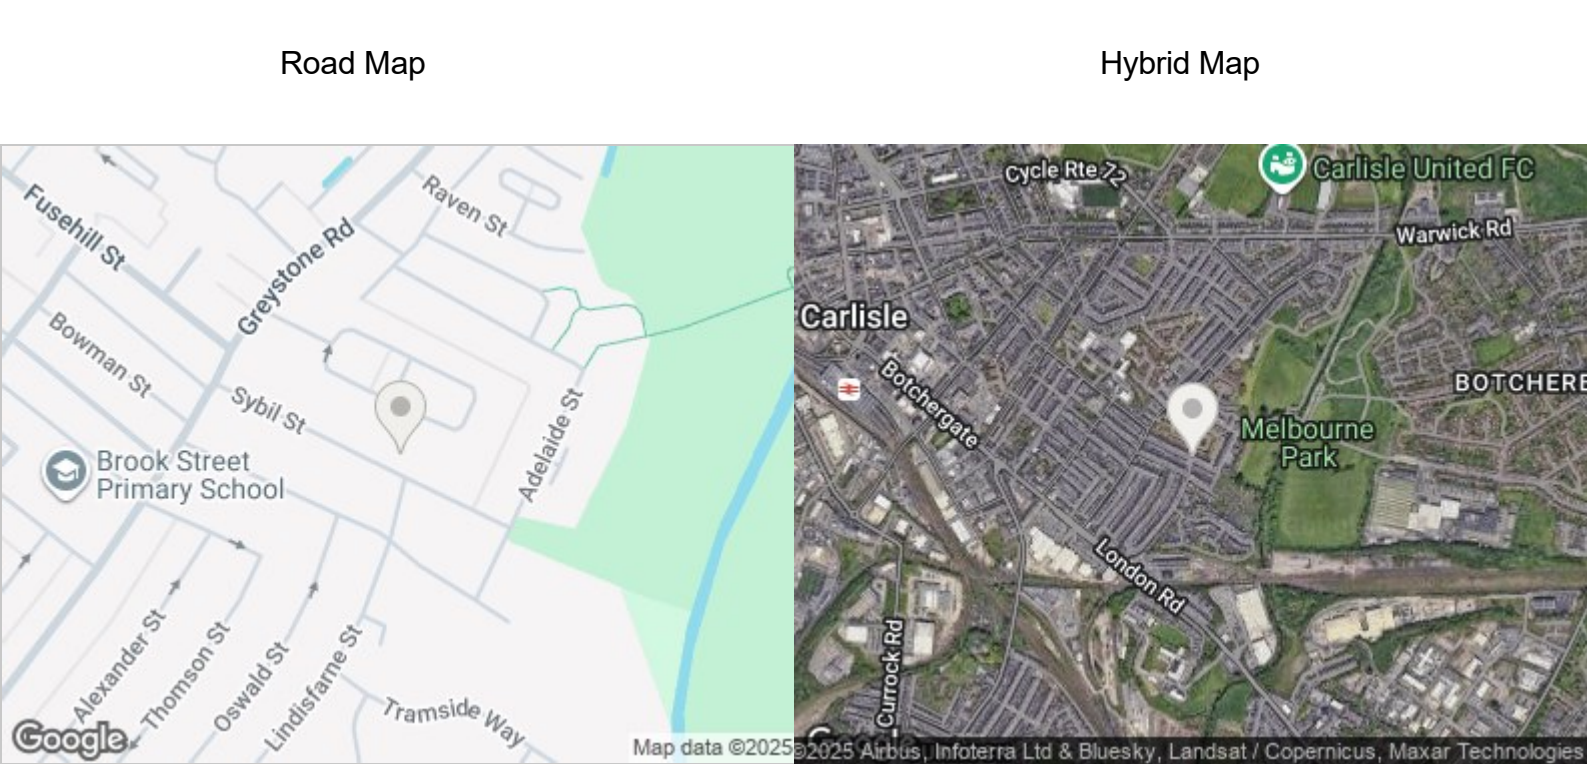 Road Map
Hybrid Map
Fusehill St
Raven St
Greystone Rd
Bowman St
Sybil St
Adelaide St
Brook Street
Primary School
Alexander St
Thomson St
Oswald St
Lindisfarne St
Tramside Way
Google
Map data ©2025
Cycle Rte 72
Carlisle United FC
Warwick Rd
Carlisle
Botchergate
BOTCHERB
Melbourne
Park
London Rd
Currock Rd
©2025 Airbus, Infoterra Ltd & Bluesky, Landsat / Copernicus, Maxar Technologies